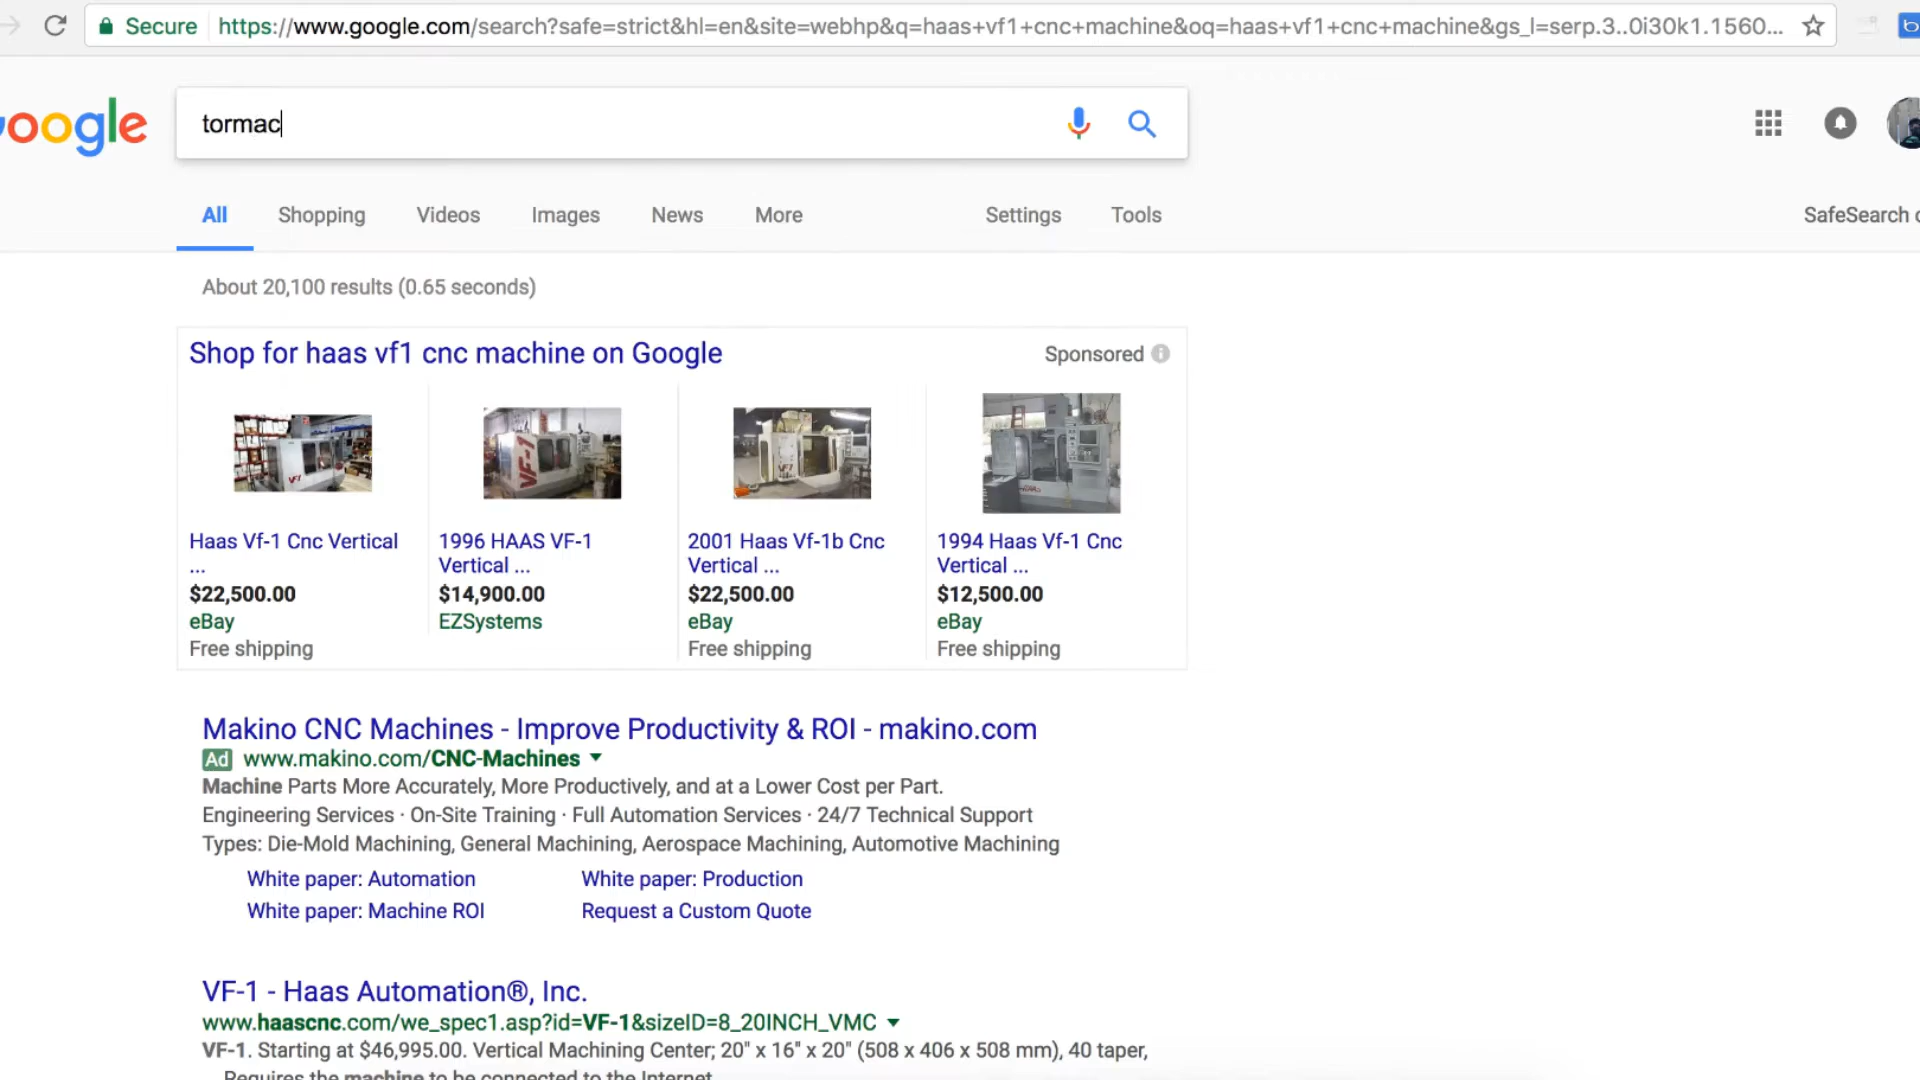 Secure https://www.google.com/search?safe=strict&hl=en&site=webhp&q=haas+vf1+cnc+machine&oq=haas+vf1+cnc+machine&gs_l=serp.3..0i30k1.1560...
oogle tormac
All Shopping Videos Images News More Settings Tools SafeSearch
About 20,100 results (0.65 seconds)
Shop for haas vf1 cnc machine on Google Sponsored
Haas Vf-1 Cnc Vertical ...
$22,500.00
eBay
Free shipping
1996 HAAS VF-1
Vertical ...
$14,900.00
EZSystems
2001 Haas Vf-1b Cnc
Vertical ...
$22,500.00
eBay
Free shipping
1994 Haas Vf-1 Cnc
Vertical ...
$12,500.00
eBay
Free shipping
Makino CNC Machines - Improve Productivity & ROI - makino.com
Ad www.makino.com/CNC-Machines
Machine Parts More Accurately, More Productively, and at a Lower Cost per Part.
Engineering Services · On-Site Training · Full Automation Services · 24/7 Technical Support
Types: Die-Mold Machining, General Machining, Aerospace Machining, Automotive Machining
White paper: Automation White paper: Production
White paper: Machine ROI Request a Custom Quote
VF-1 - Haas Automation®, Inc.
www.haascnc.com/we_spec1.asp?id=VF-1&sizeID=8_20INCH_VMC
VF-1. Starting at $46,995.00. Vertical Machining Center; 20" x 16" x 20" (508 x 406 x 508 mm), 40 taper,
Requires the machine to be connected to the Internet